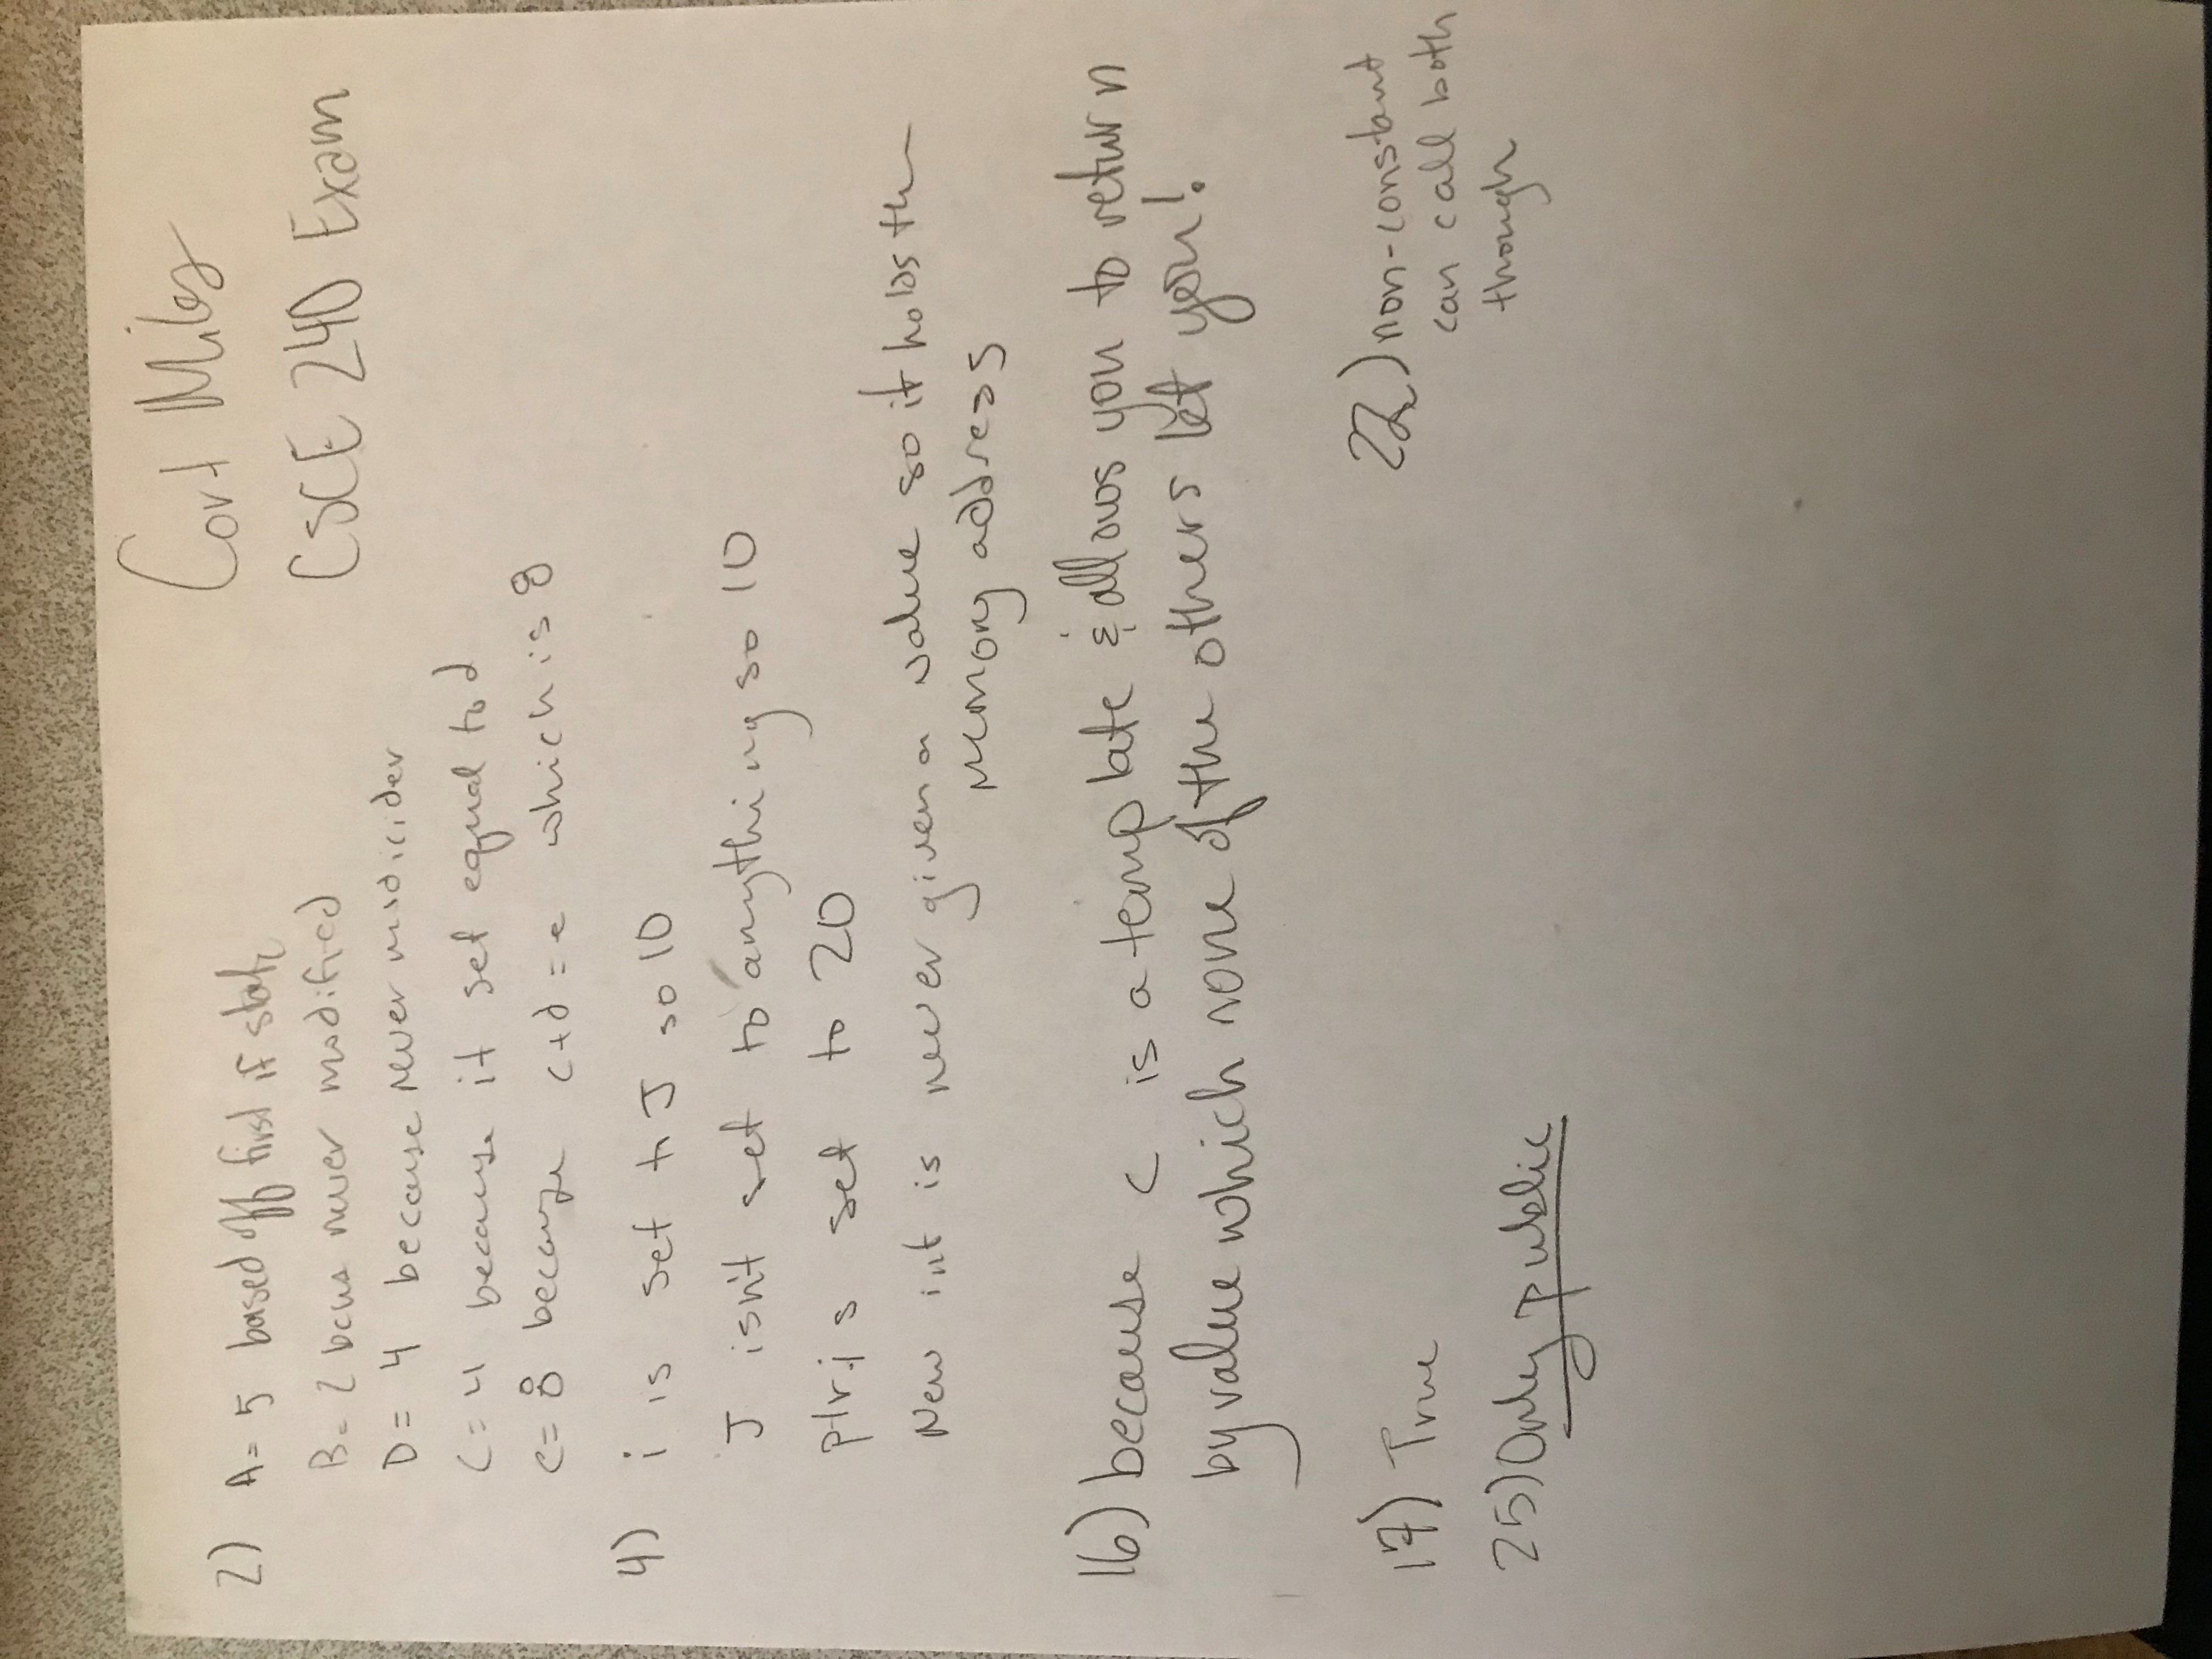 Cort Miles
CSCE 240 Exam
2) A = 5 based off first if state
B = 2 becus never modified
D = 4 because never modicider
C = 4 because it set equal to d
e = 8 because c+d = e which is 8
4) i is set to J so 10
J isn't set to anything so 10
ptr is set to 20
New int is never given a value so it holds the
memory address
16) because c is a template & allows you to return
by value which none of the others let you!
17) True
22) non-constant
can call both
though
25) Only public